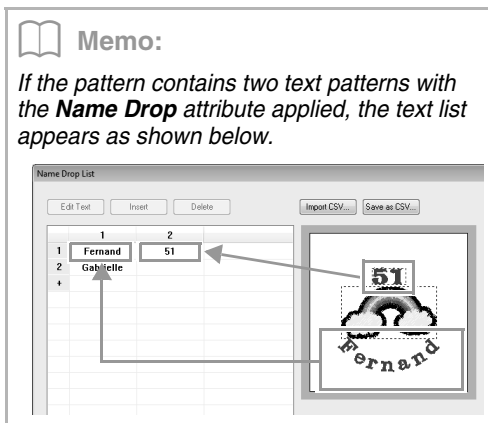 Memo:
If the pattern contains two text patterns with
the Name Drop attribute applied, the text list
appears as shown below.
Name Drop List
Edit Text Insert Delete Import CSV... Save as CSV...
1 2
1 Fernand 51
2 Gabrielle
+
51
Fernand